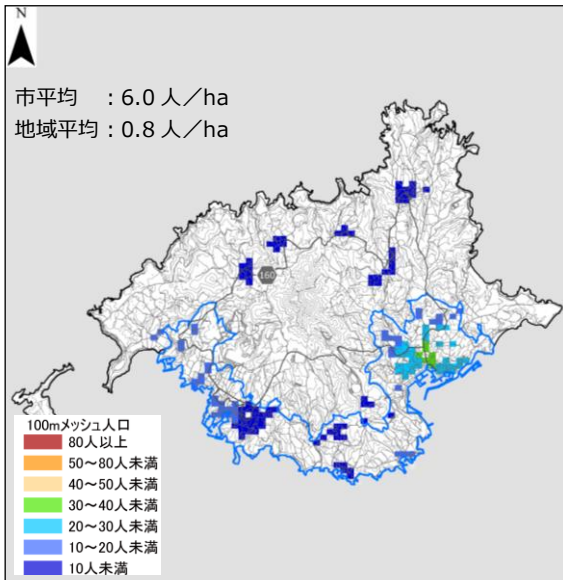 N
市平均　：6.0 人／ha
地域平均：0.8 人／ha
160
100mメッシュ人口
80人以上
50～80人未満
40～50人未満
30～40人未満
20～30人未満
10～20人未満
10人未満